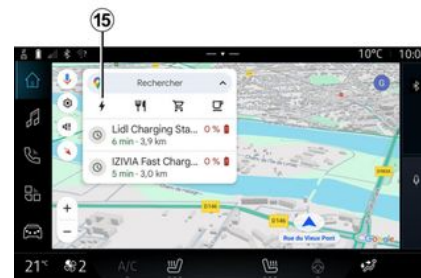 15
10°C 10:0
Rechercher
G
Lidl Charging Sta... 0 %
6 min · 3,9 km
IZIVIA Fast Charg... 0 %
5 min · 3,0 km
D146
D146
Rue du Vieux Pont
Google
21°C 2 A/C